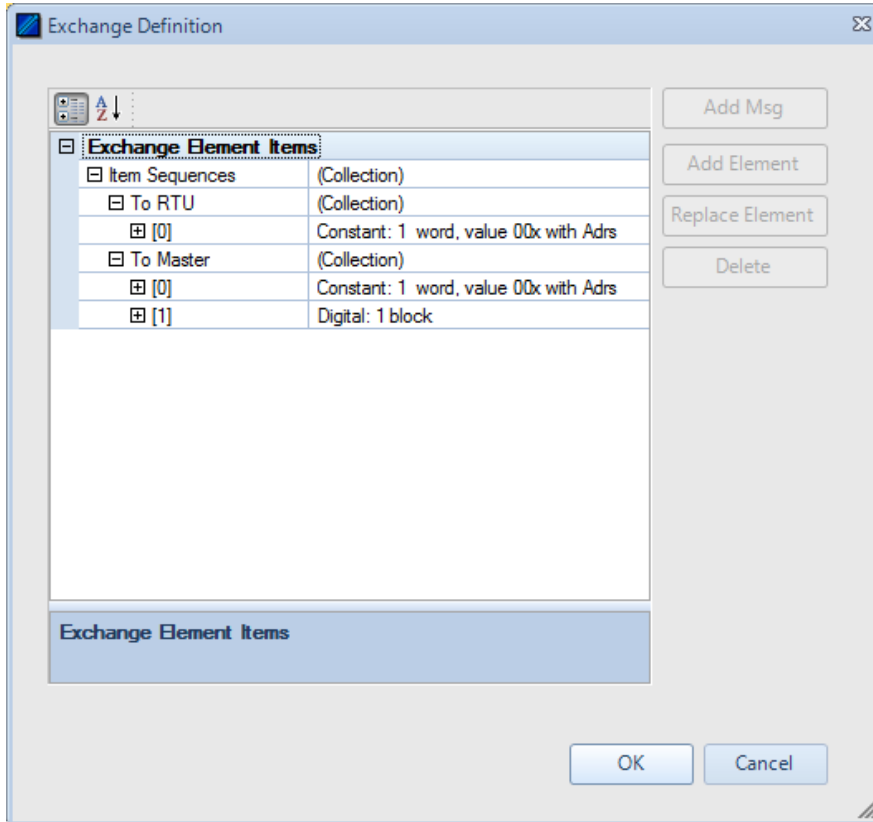 Exchange Definition
A Z
Add Msg
Exchange Element Items
Item Sequences (Collection)
Add Element
To RTU (Collection)
Replace Element
[0] Constant: 1 word, value 00x with Adrs
To Master (Collection)
Delete
[0] Constant: 1 word, value 00x with Adrs
[1] Digital: 1 block
Exchange Element Items
OK Cancel